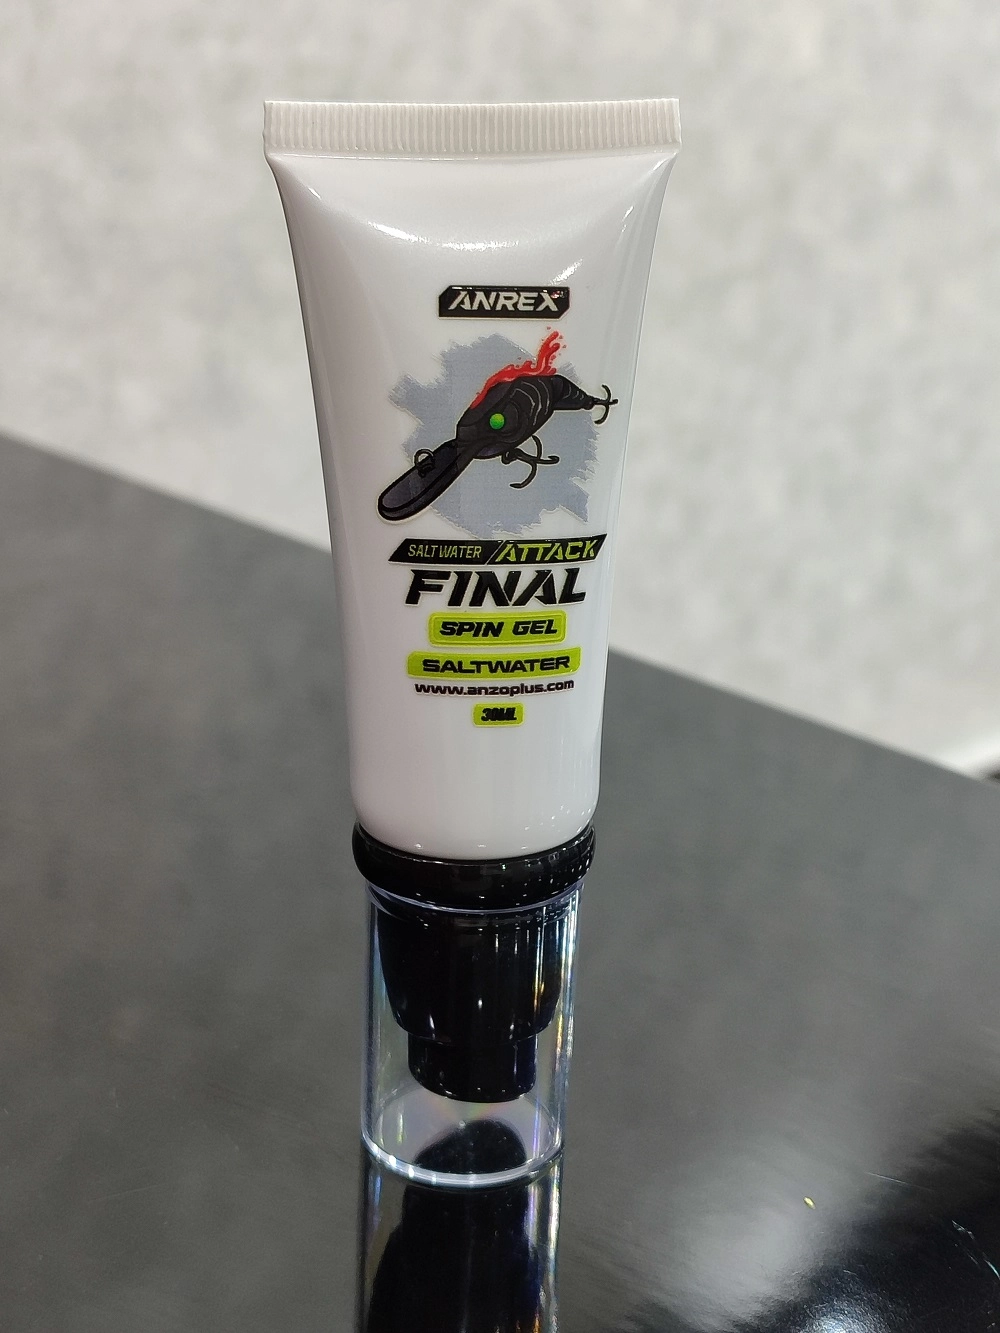 ANREX
SALTWATER ATTACK
FINAL
SPIN GEL
SALTWATER
www.anzoplus.com
30ML